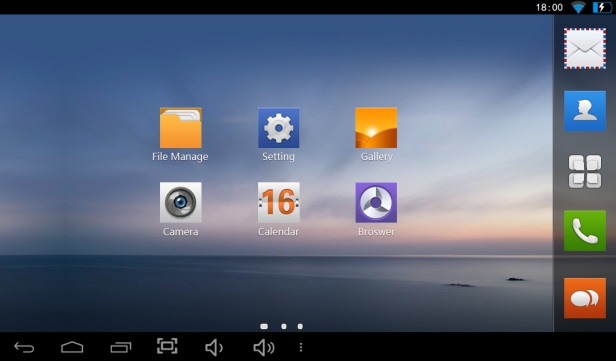 18:00
File Manage
Setting
Gallery
16
Camera
Calendar
Broswer